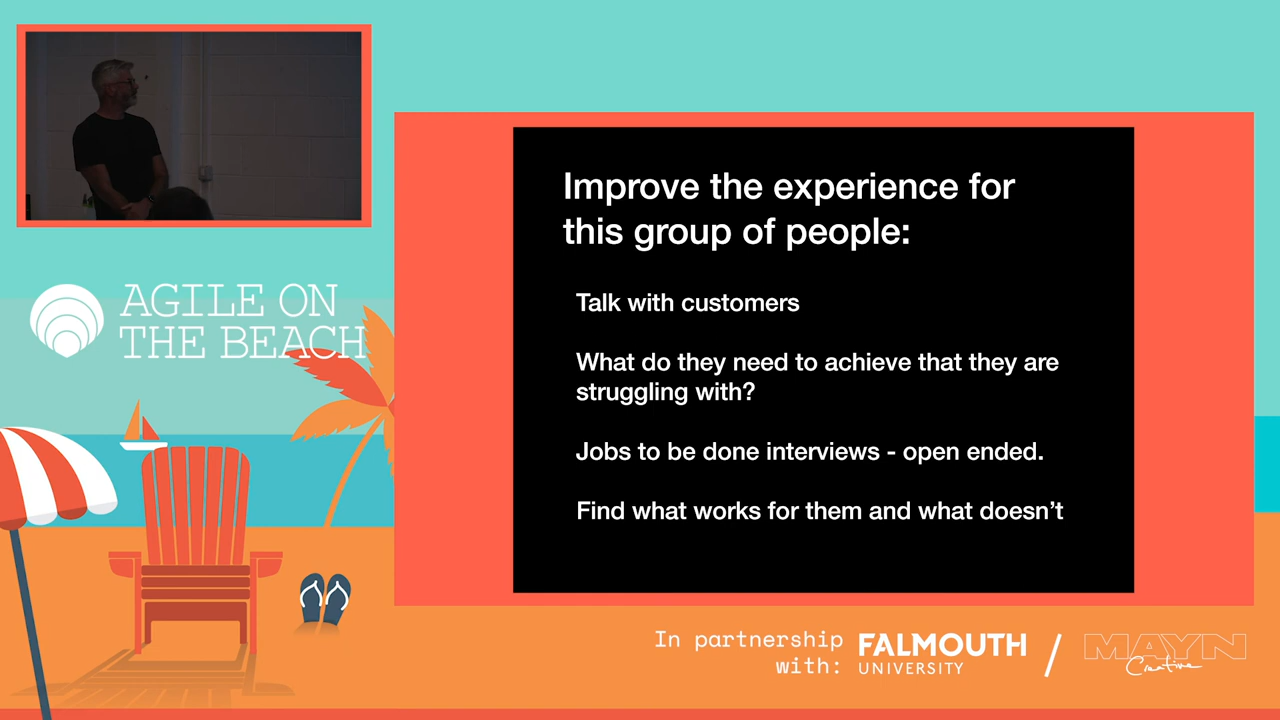 AGILE ON
THE BEACH
Improve the experience for
this group of people:
Talk with customers
What do they need to achieve that they are
struggling with?
Jobs to be done interviews - open ended.
Find what works for them and what doesn’t
In partnership
with:
FALMOUTH
UNIVERSITY
/
MAYN
Creative